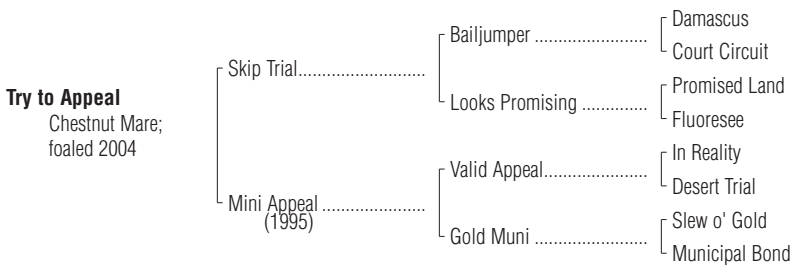 Try to Appeal
Chestnut Mare;
foaled 2004
Skip Trial...........................
Mini Appeal......................
(1995)
Bailjumper ........................
Looks Promising ..............
Valid Appeal......................
Gold Muni ........................
Damascus
Court Circuit
Promised Land
Fluoresee
In Reality
Desert Trial
Slew o' Gold
Municipal Bond